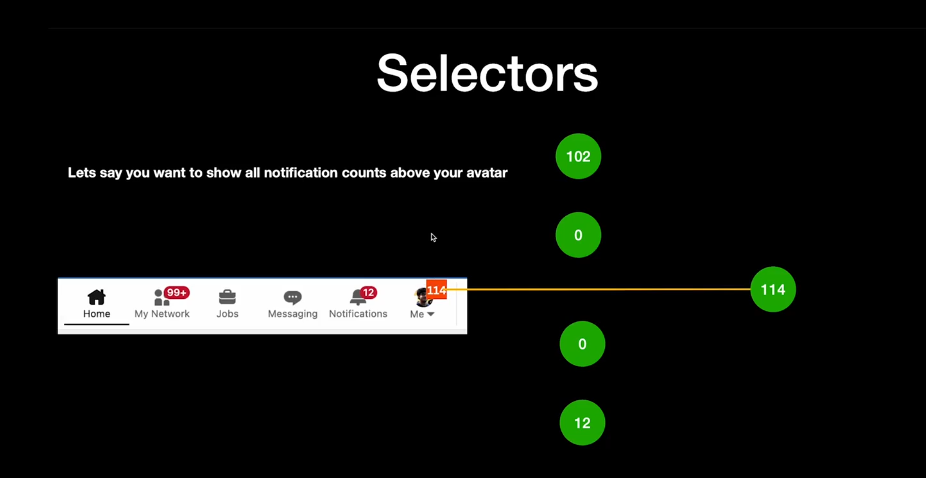 Selectors
102
Lets say you want to show all notification counts above your avatar
0
99+
12
114
114
Home
My Network
Jobs
Messaging
Notifications
Me
0
12